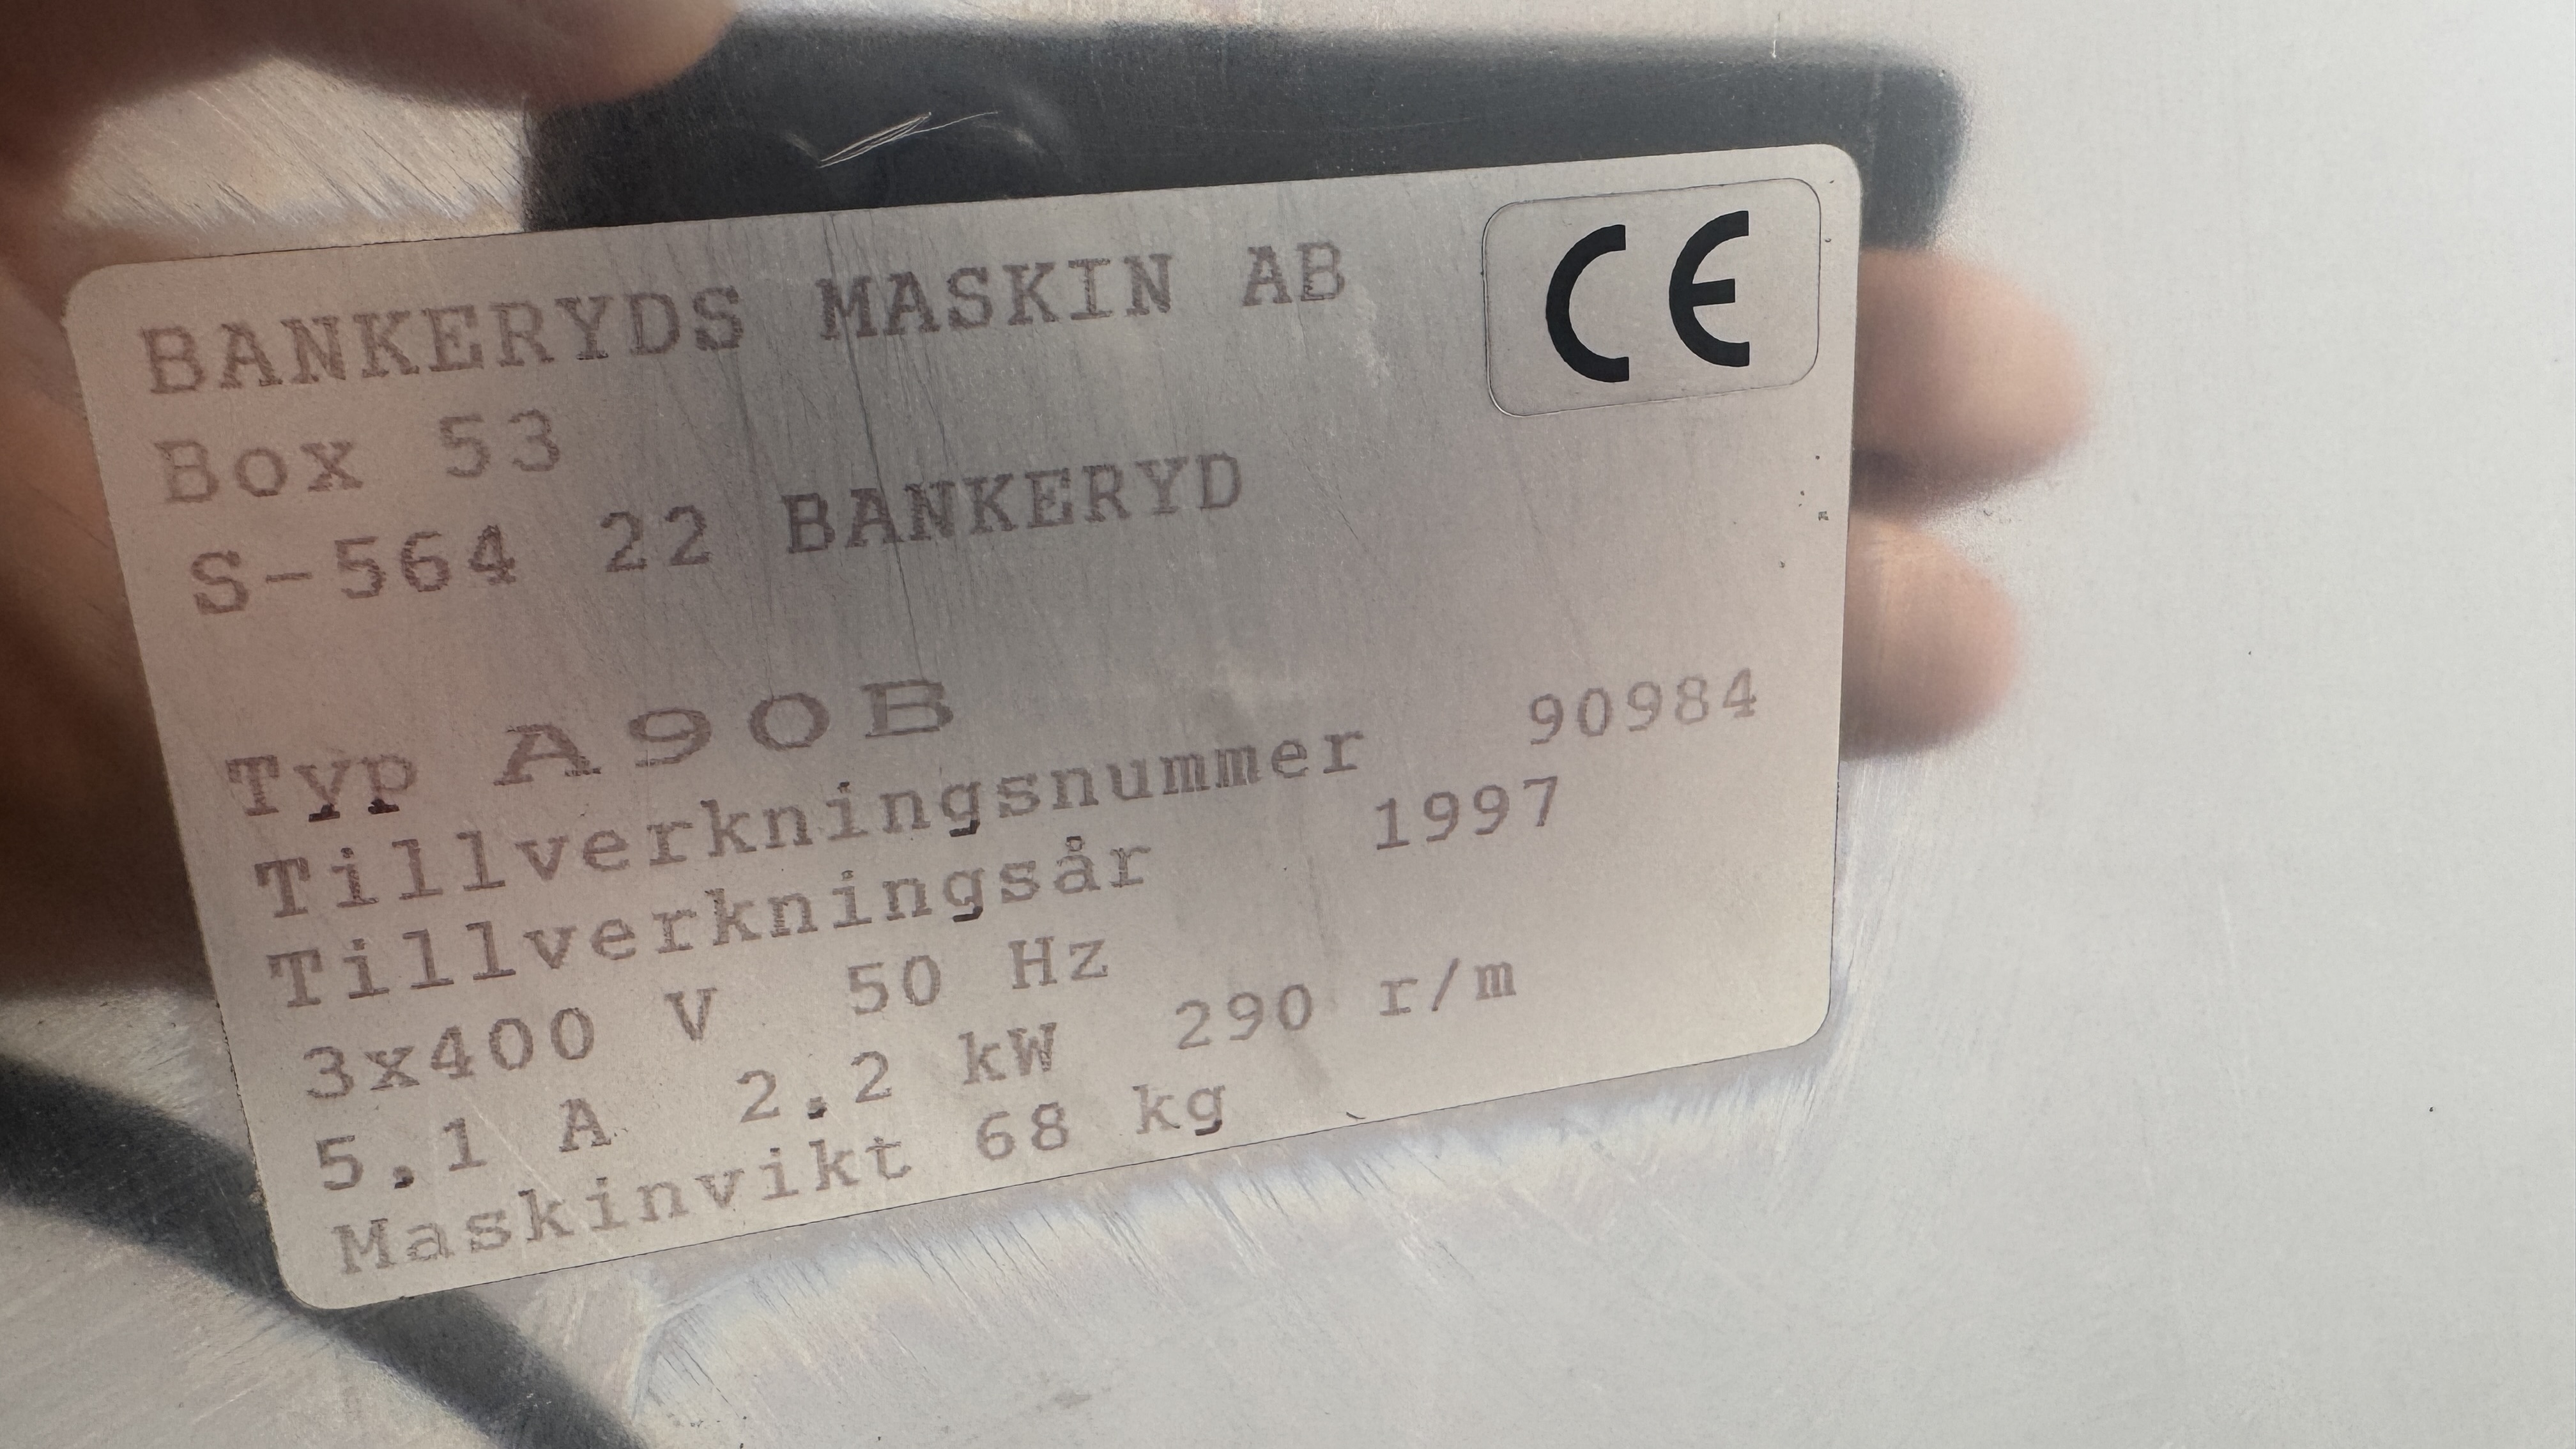 BANKERYDS MASKIN AB
CE
Box 53
S-564 22 BANKERYD
Typ A90B
Tillverkningsnummer 90984
Tillverkningsår 1997
3x400 V 50 Hz
5.1 A 2.2 kW 290 r/m
Maskinvikt 68 kg